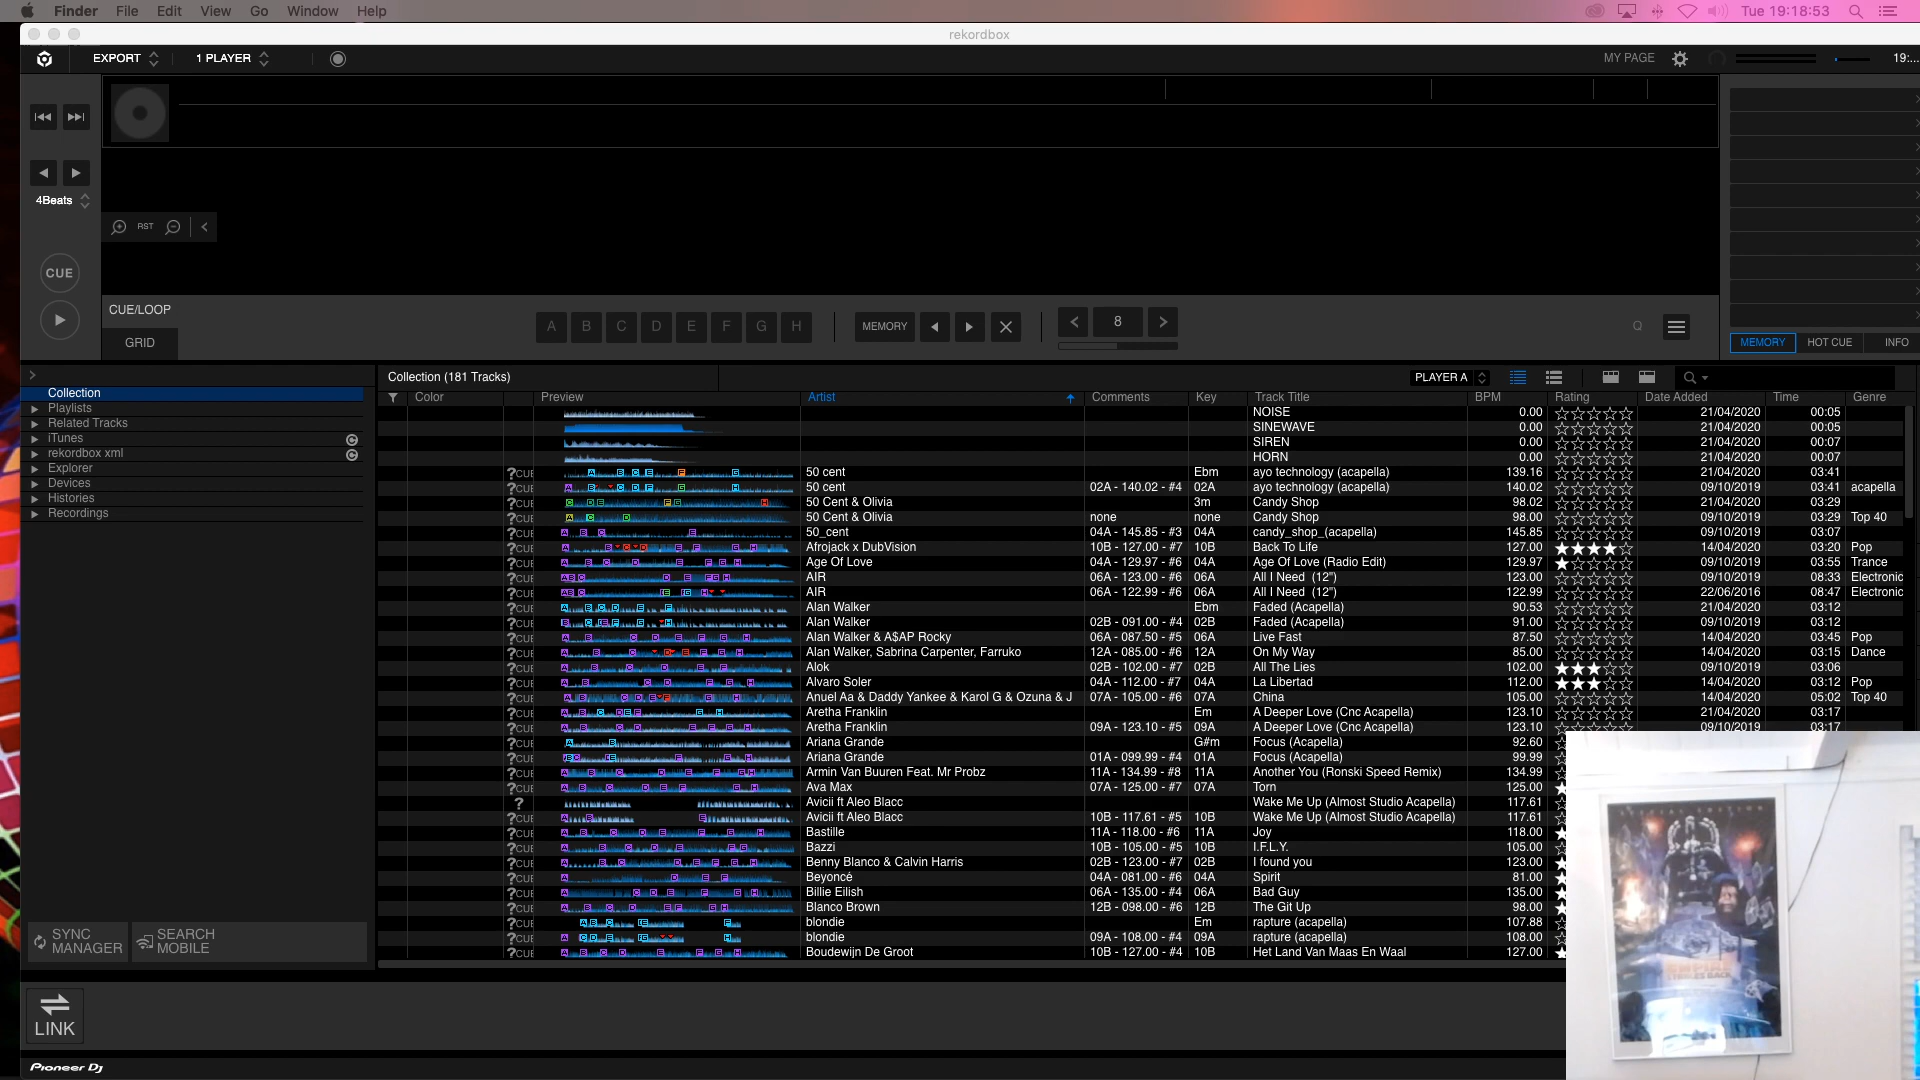 Finder File Edit View Go Window Help Tue 19:18:53
rekordbox
EXPORT 1 PLAYER MY PAGE 19:...
4Beats
RST
CUE
CUE/LOOP
GRID
A B C D E F G H MEMORY 8 Q
MEMORY HOT CUE INFO
Collection
Playlists
Related Tracks
iTunes
rekordbox xml
Explorer
Devices
Histories
Recordings
SYNC MANAGER
SEARCH MOBILE
LINK
Pioneer Dj
Collection (181 Tracks) PLAYER A
Color Preview Artist Comments Key Track Title BPM Rating Date Added Time Genre
NOISE 0.00 21/04/2020 00:05
SINEWAVE 0.00 21/04/2020 00:05
SIREN 0.00 21/04/2020 00:07
HORN 0.00 21/04/2020 00:07
50 cent Ebm ayo technology (acapella) 139.16 21/04/2020 03:41
50 cent 02A - 140.02 - #4 02A ayo technology (acapella) 140.02 09/10/2019 03:41 acapella
50 Cent & Olivia 3m Candy Shop 98.02 21/04/2020 03:29
50 Cent & Olivia none none Candy Shop 98.00 09/10/2019 03:29 Top 40
50_cent 04A - 145.85 - #3 04A candy_shop_(acapella) 145.85 09/10/2019 03:07
Afrojack x DubVision 10B - 127.00 - #7 10B Back To Life 127.00 14/04/2020 03:20 Pop
Age Of Love 04A - 129.97 - #6 04A Age Of Love (Radio Edit) 129.97 09/10/2019 03:55 Trance
AIR 06A - 123.00 - #6 06A All I Need (12") 123.00 09/10/2019 08:33 Electronic
AIR 06A - 122.99 - #6 06A All I Need (12") 122.99 22/06/2016 08:47 Electronic
Alan Walker Ebm Faded (Acapella) 90.53 21/04/2020 03:12
Alan Walker 02B - 091.00 - #4 02B Faded (Acapella) 91.00 09/10/2019 03:12
Alan Walker & A$AP Rocky 06A - 087.50 - #5 06A Live Fast 87.50 14/04/2020 03:45 Pop
Alan Walker, Sabrina Carpenter, Farruko 12A - 085.00 - #6 12A On My Way 85.00 14/04/2020 03:15 Dance
Alok 02B - 102.00 - #7 02B All The Lies 102.00 09/10/2019 03:06
Alvaro Soler 04A - 112.00 - #7 04A La Libertad 112.00 14/04/2020 03:12 Pop
Anuel Aa & Daddy Yankee & Karol G & Ozuna & J 07A - 105.00 - #6 07A China 105.00 14/04/2020 05:02 Top 40
Aretha Franklin Em A Deeper Love (Cnc Acapella) 123.10 21/04/2020 03:17
Aretha Franklin 09A - 123.10 - #5 09A A Deeper Love (Cnc Acapella) 123.10 09/10/2019 03:17
Ariana Grande G#m Focus (Acapella) 92.60
Ariana Grande 01A - 099.99 - #4 01A Focus (Acapella) 99.99
Armin Van Buuren Feat. Mr Probz 11A - 134.99 - #8 11A Another You (Ronski Speed Remix) 134.99
Ava Max 07A - 125.00 - #7 07A Torn 125.00
Avicii ft Aleo Blacc Wake Me Up (Almost Studio Acapella) 117.61
Avicii ft Aleo Blacc 10B - 117.61 - #5 10B Wake Me Up (Almost Studio Acapella) 117.61
Bastille 11A - 118.00 - #6 11A Joy 118.00
Bazzi 10B - 105.00 - #5 10B I.F.L.Y. 105.00
Benny Blanco & Calvin Harris 02B - 123.00 - #7 02B I found you 123.00
Beyoncé 04A - 081.00 - #6 04A Spirit 81.00
Billie Eilish 06A - 135.00 - #4 06A Bad Guy 135.00
Blanco Brown 12B - 098.00 - #6 12B The Git Up 98.00
blondie Em rapture (acapella) 107.88
blondie 09A - 108.00 - #4 09A rapture (acapella) 108.00
Boudewijn De Groot 10B - 127.00 - #4 10B Het Land Van Maas En Waal 127.00